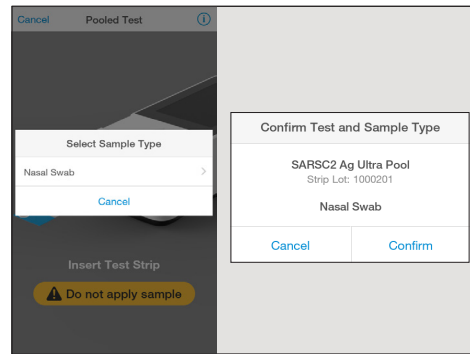 Cancel Pooled Test
Select Sample Type
Nasal Swab
Cancel
Insert Test Strip
Do not apply sample
Confirm Test and Sample Type
SARSC2 Ag Ultra Pool
Strip Lot: 1000201
Nasal Swab
Cancel Confirm